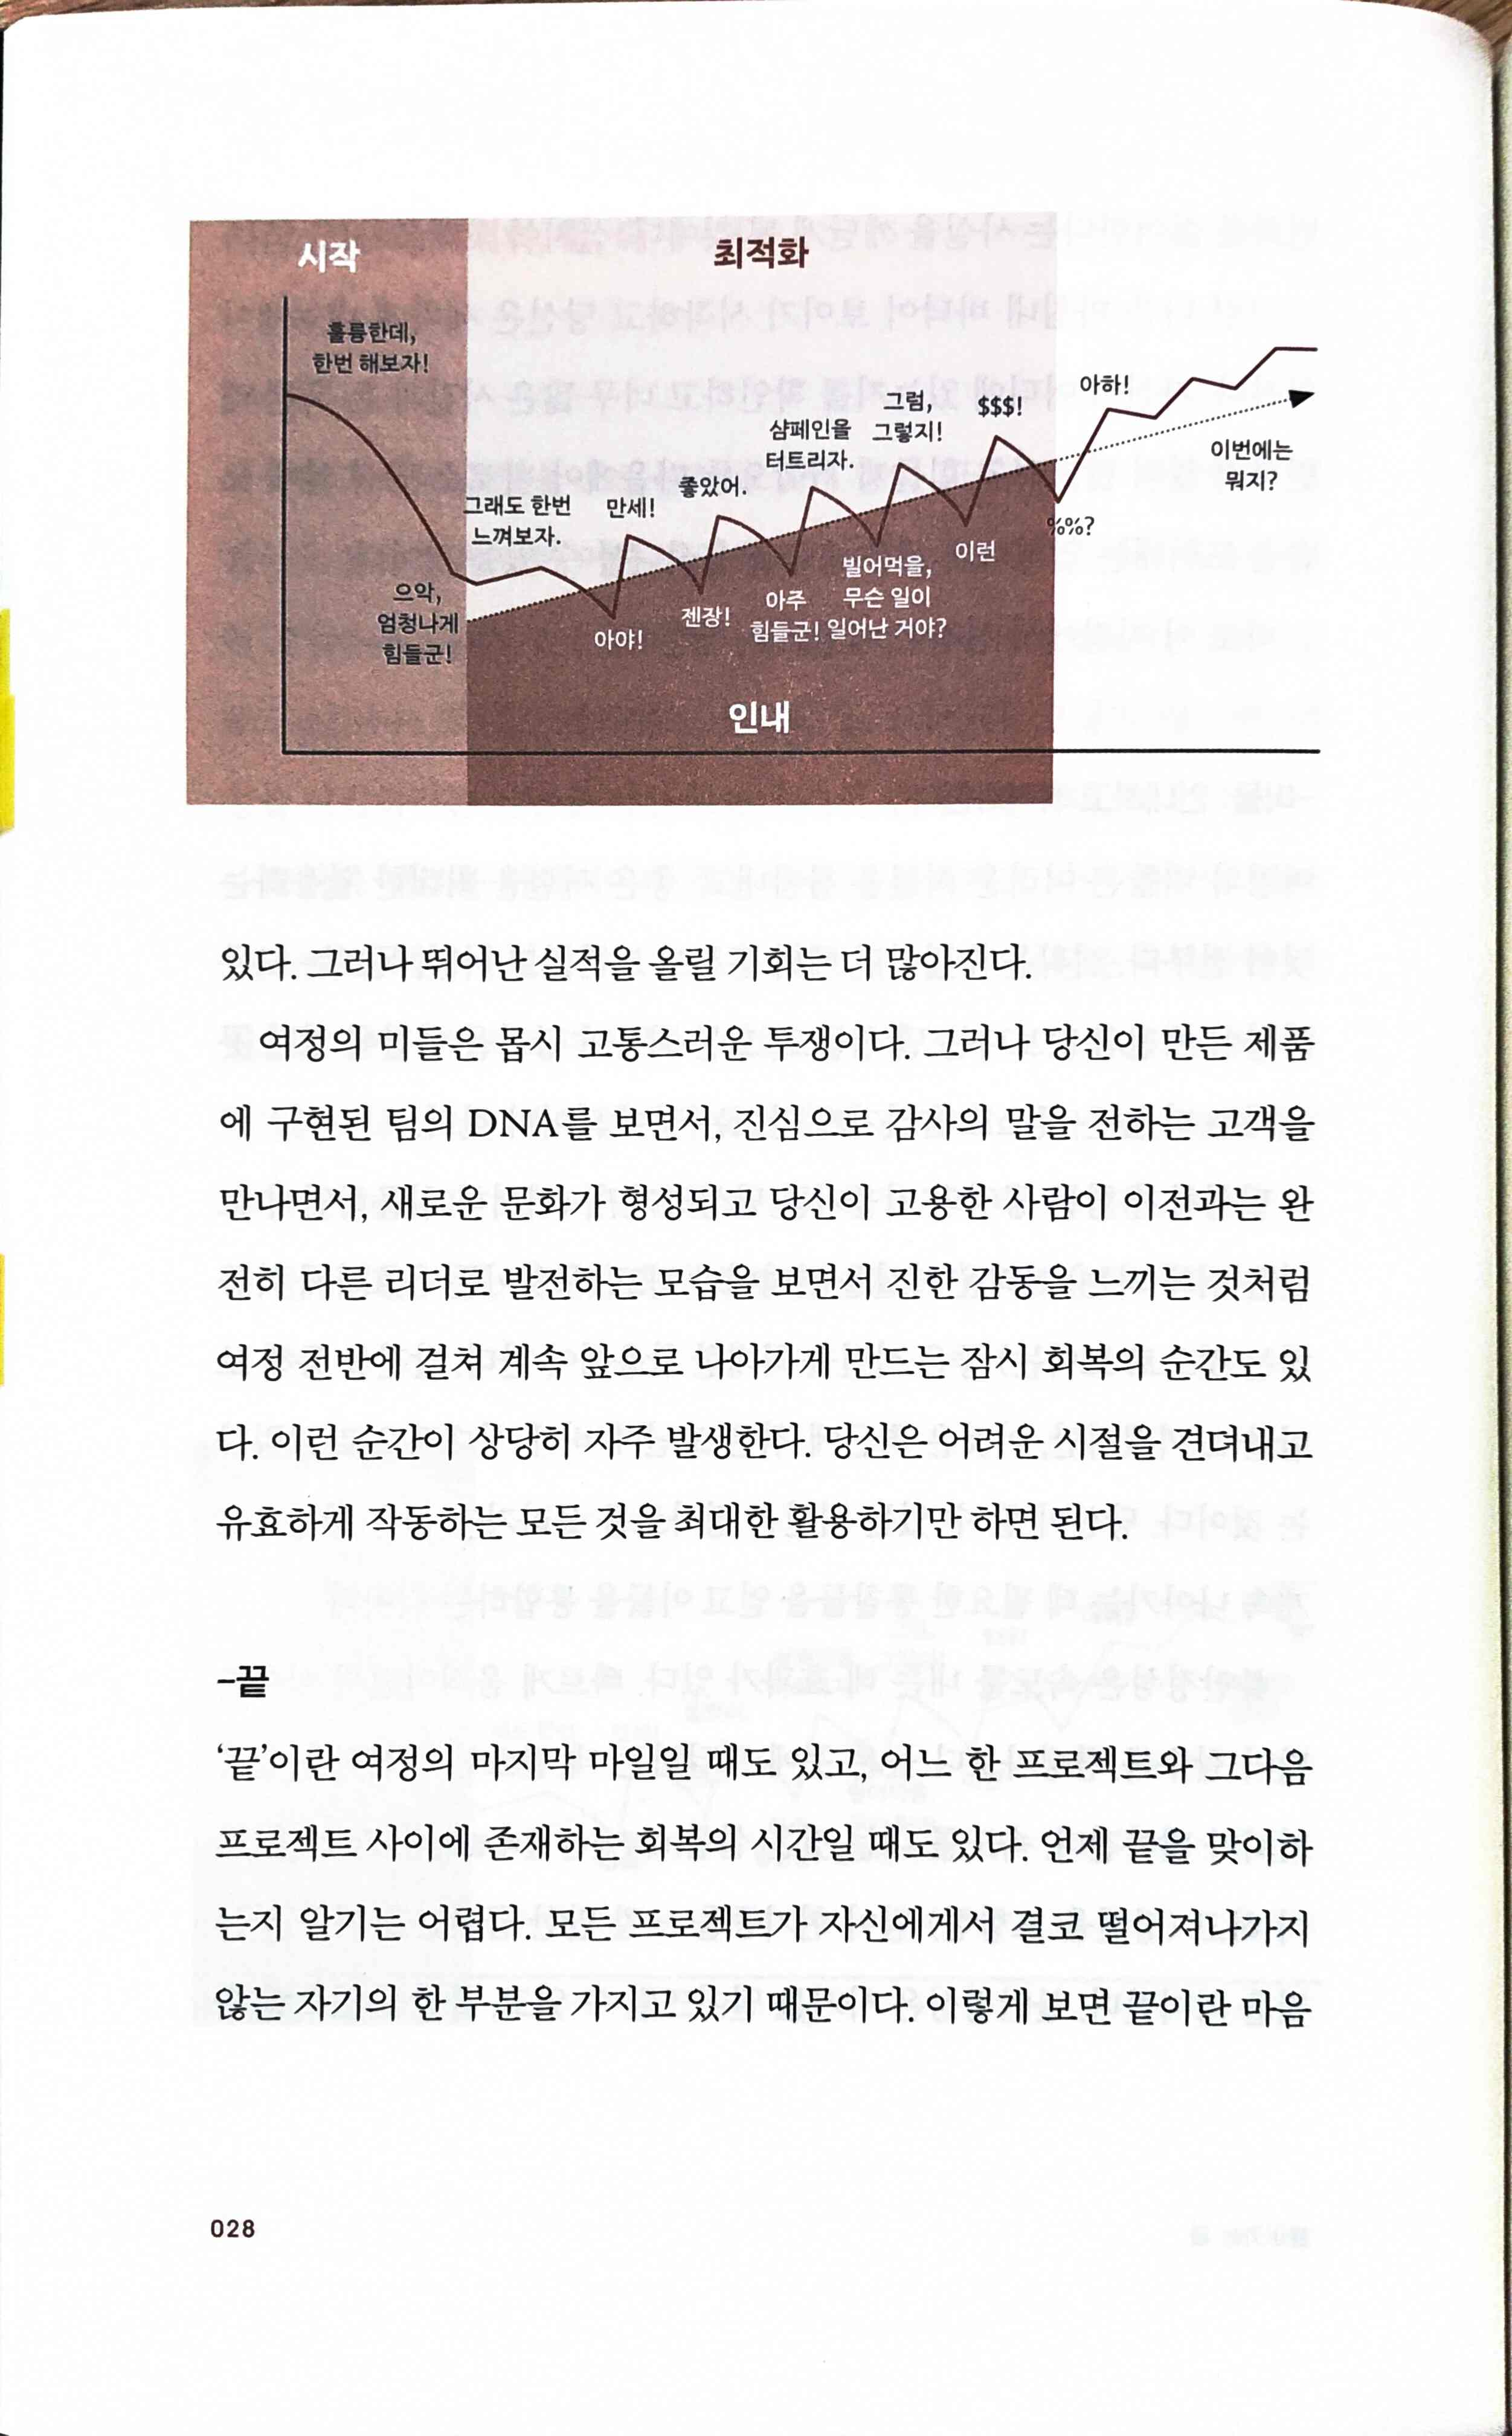 시작
최적화
훌륭한데,
한번 해보자!
으악,
엄청나게
힘들군!
그래도 한번
느껴보자.
아야!
만세!
젠장!
좋았어.
아주
힘들군!
샴페인을
터트리자.
빌어먹을,
무슨 일이
일어난 거야?
그럼,
그렇지!
이런
$$$!
%%?
아하!
이번에는
뭐지?
인내
있다. 그러나 뛰어난 실적을 올릴 기회는 더 많아진다.
여정의 미들은 몹시 고통스러운 투쟁이다. 그러나 당신이 만든 제품
에 구현된 팀의 DNA를 보면서, 진심으로 감사의 말을 전하는 고객을
만나면서, 새로운 문화가 형성되고 당신이 고용한 사람이 이전과는 완
전히 다른 리더로 발전하는 모습을 보면서 진한 감동을 느끼는 것처럼
여정 전반에 걸쳐 계속 앞으로 나아가게 만드는 잠시 회복의 순간도 있
다. 이런 순간이 상당히 자주 발생한다. 당신은 어려운 시절을 견뎌내고
유효하게 작동하는 모든 것을 최대한 활용하기만 하면 된다.
–끝
‘끝’이란 여정의 마지막 마일일 때도 있고, 어느 한 프로젝트와 그다음
프로젝트 사이에 존재하는 회복의 시간일 때도 있다. 언제 끝을 맞이하
는지 알기는 어렵다. 모든 프로젝트가 자신에게서 결코 떨어져나가지
않는 자기의 한 부분을 가지고 있기 때문이다. 이렇게 보면 끝이란 마음
028